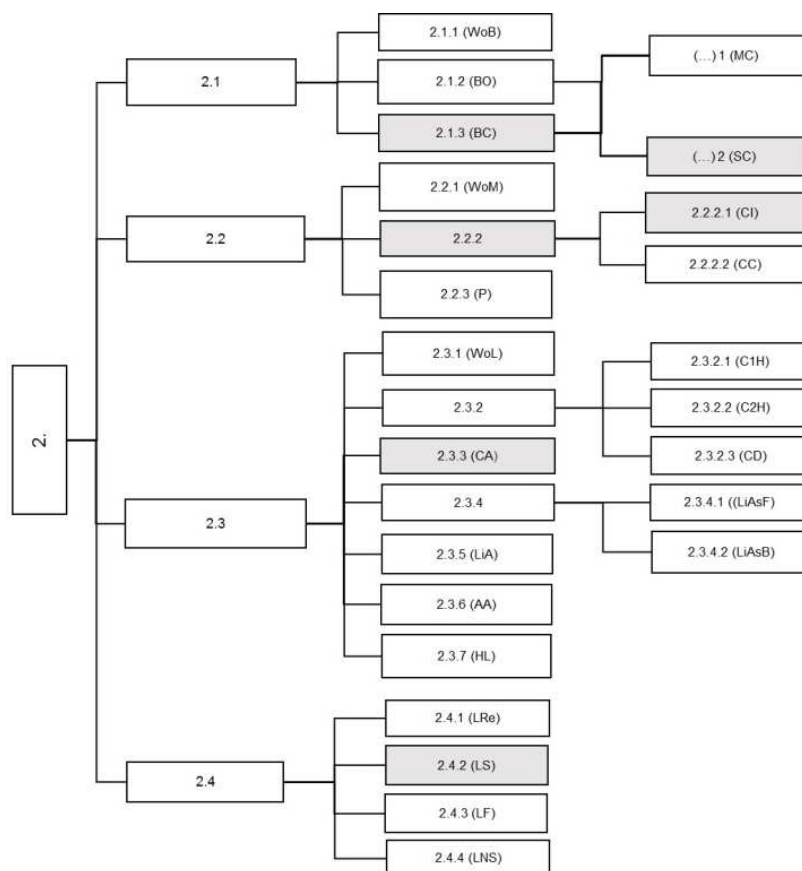 2.
2.1
2.1.1 (WoB)
2.1.2 (BO)
2.1.3 (BC)
(...) 1 (MC)
(...) 2 (SC)
2.2
2.2.1 (WoM)
2.2.2
2.2.3 (P)
2.2.2.1 (CI)
2.2.2.2 (CC)
2.3
2.3.1 (WoL)
2.3.2
2.3.3 (CA)
2.3.4
2.3.5 (LiA)
2.3.6 (AA)
2.3.7 (HL)
2.3.2.1 (C1H)
2.3.2.2 (C2H)
2.3.2.3 (CD)
2.3.4.1 ((LiAsF)
2.3.4.2 (LiAsB)
2.4
2.4.1 (LRe)
2.4.2 (LS)
2.4.3 (LF)
2.4.4 (LNS)